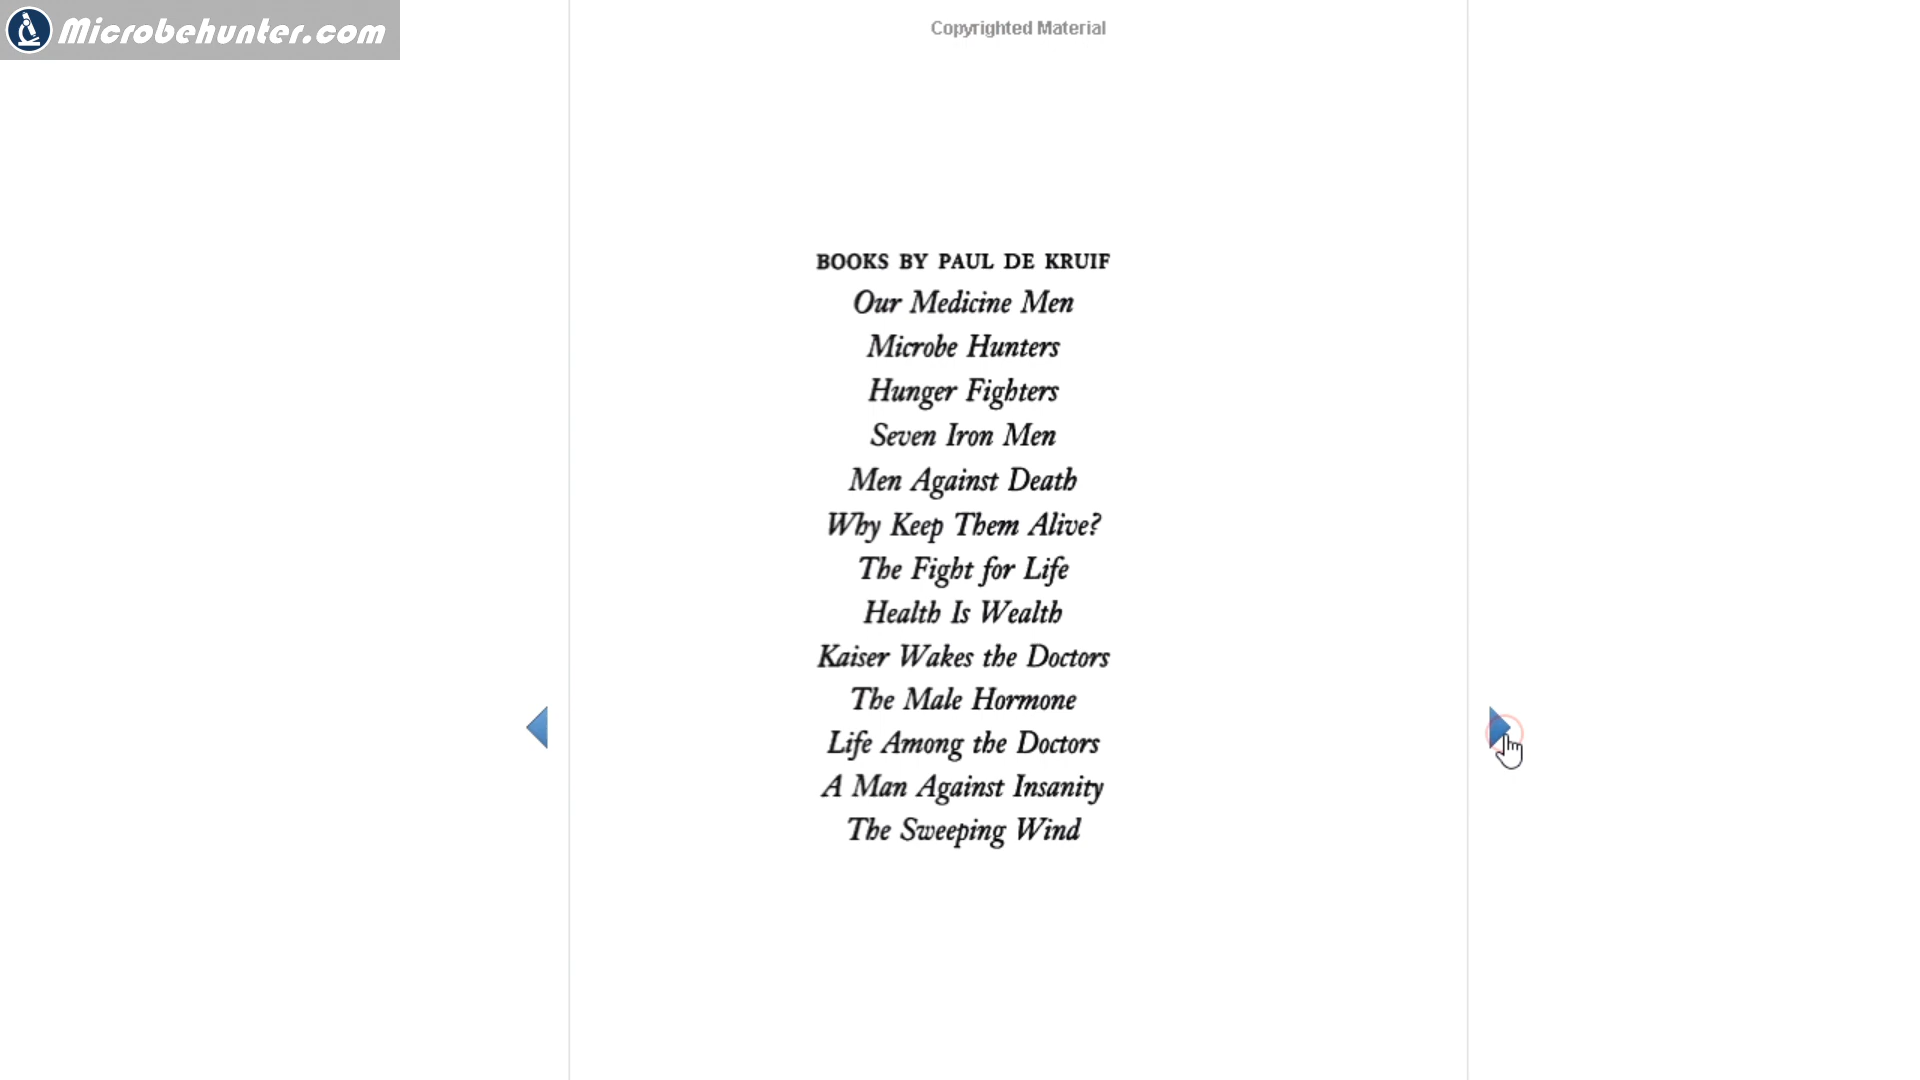 Microbehunter.com
Copyrighted Material
BOOKS BY PAUL DE KRUIF
Our Medicine Men
Microbe Hunters
Hunger Fighters
Seven Iron Men
Men Against Death
Why Keep Them Alive?
The Fight for Life
Health Is Wealth
Kaiser Wakes the Doctors
The Male Hormone
Life Among the Doctors
A Man Against Insanity
The Sweeping Wind